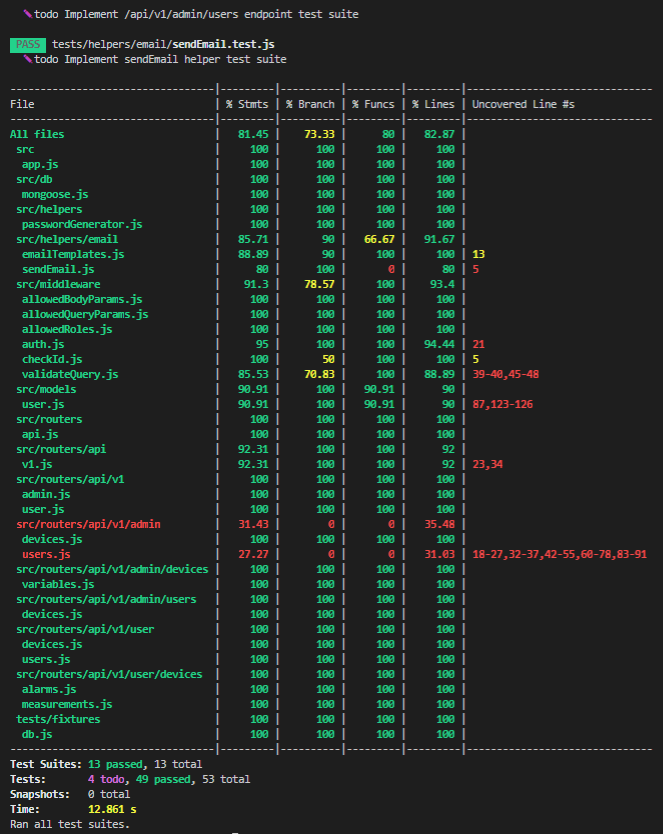 ✎todo Implement /api/v1/admin/users endpoint test suite
PASS tests/helpers/email/sendEmail.test.js
✎todo Implement sendEmail helper test suite
File | % Stmts | % Branch | % Funcs | % Lines | Uncovered Line #s
All files | 81.45 | 73.33 | 80 | 82.87 |
src | 100 | 100 | 100 | 100 |
app.js | 100 | 100 | 100 | 100 |
src/db | 100 | 100 | 100 | 100 |
mongoose.js | 100 | 100 | 100 | 100 |
src/helpers | 100 | 100 | 100 | 100 |
passwordGenerator.js | 100 | 100 | 100 | 100 |
src/helpers/email | 85.71 | 90 | 66.67 | 91.67 |
emailTemplates.js | 88.89 | 90 | 100 | 100 | 13
sendEmail.js | 80 | 100 | 0 | 80 | 5
src/middleware | 91.3 | 78.57 | 100 | 93.4 |
allowedBodyParams.js | 100 | 100 | 100 | 100 |
allowedQueryParams.js | 100 | 100 | 100 | 100 |
allowedRoles.js | 100 | 100 | 100 | 100 |
auth.js | 95 | 100 | 100 | 94.44 | 21
checkId.js | 100 | 50 | 100 | 100 | 5
validateQuery.js | 85.53 | 70.83 | 100 | 88.89 | 39-40,45-48
src/models | 90.91 | 100 | 90.91 | 90 |
user.js | 90.91 | 100 | 90.91 | 90 | 87,123-126
src/routers | 100 | 100 | 100 | 100 |
api.js | 100 | 100 | 100 | 100 |
src/routers/api | 92.31 | 100 | 100 | 92 |
v1.js | 92.31 | 100 | 100 | 92 | 23,34
src/routers/api/v1 | 100 | 100 | 100 | 100 |
admin.js | 100 | 100 | 100 | 100 |
user.js | 100 | 100 | 100 | 100 |
src/routers/api/v1/admin | 31.43 | 0 | 0 | 35.48 |
devices.js | 100 | 100 | 100 | 100 |
users.js | 27.27 | 0 | 0 | 31.03 | 18-27,32-37,42-55,60-78,83-91
src/routers/api/v1/admin/devices | 100 | 100 | 100 | 100 |
variables.js | 100 | 100 | 100 | 100 |
src/routers/api/v1/admin/users | 100 | 100 | 100 | 100 |
devices.js | 100 | 100 | 100 | 100 |
src/routers/api/v1/user | 100 | 100 | 100 | 100 |
devices.js | 100 | 100 | 100 | 100 |
users.js | 100 | 100 | 100 | 100 |
src/routers/api/v1/user/devices | 100 | 100 | 100 | 100 |
alarms.js | 100 | 100 | 100 | 100 |
measurements.js | 100 | 100 | 100 | 100 |
tests/fixtures | 100 | 100 | 100 | 100 |
db.js | 100 | 100 | 100 | 100 |
Test Suites: 13 passed, 13 total
Tests: 4 todo, 49 passed, 53 total
Snapshots: 0 total
Time: 12.861 s
Ran all test suites.